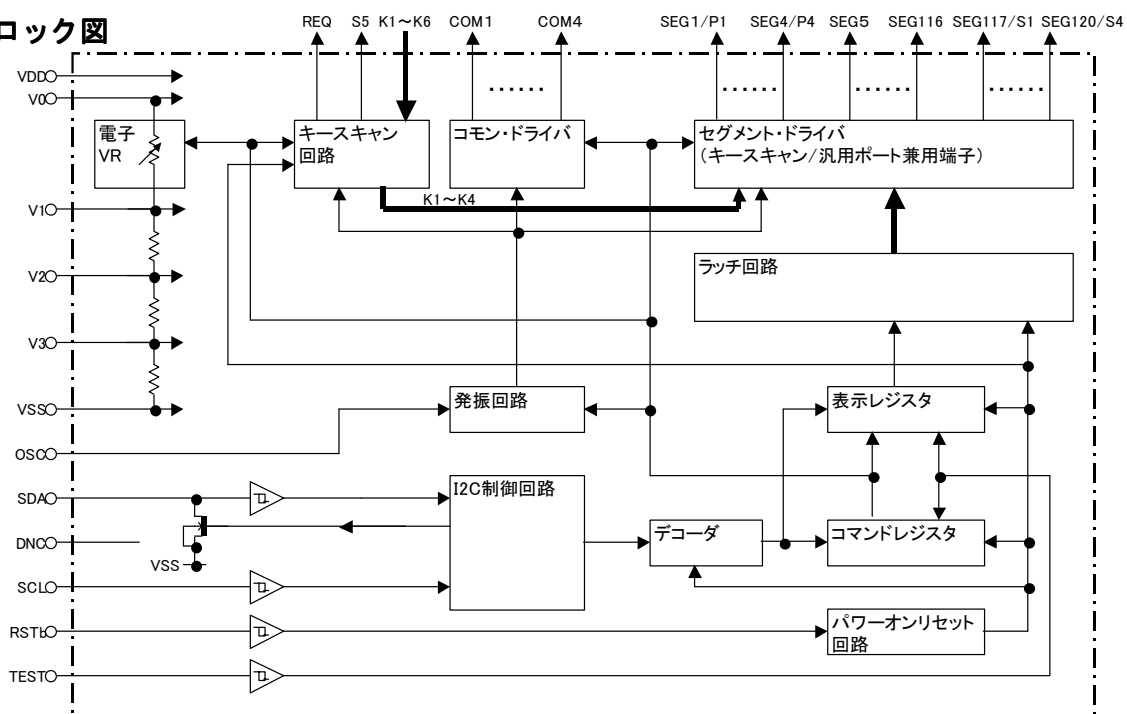 ロック図
REQ S5 K1～K6 COM1 COM4 SEG1/P1 SEG4/P4 SEG5 SEG116 SEG117/S1 SEG120/S4
...... ...... ...... ......
VDD
V0
電子
VR
キースキャン
回路
コモン・ドライバ
セグメント・ドライバ
(キースキャン/汎用ポート兼用端子)
K1～K4
V1
ラッチ回路
V2
V3
発振回路
表示レジスタ
VSS
OSC
I2C制御回路
SDA
デコーダ
コマンドレジスタ
DNC
VSS
SCL
パワーオンリセット
回路
RSTb
TEST